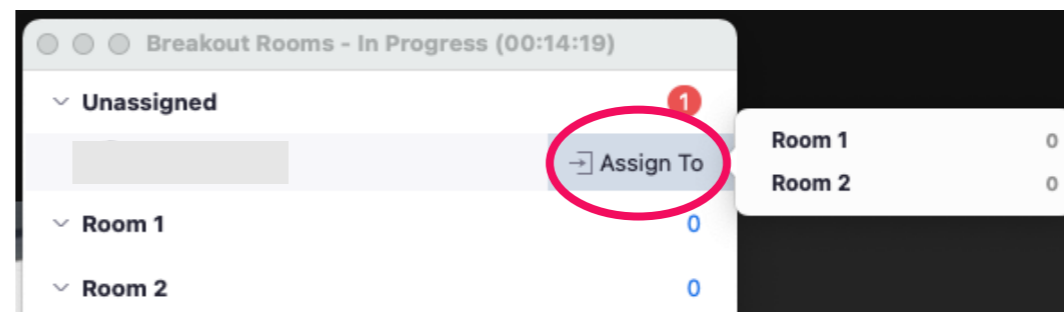 Breakout Rooms - In Progress (00:14:19)
Unassigned 1
Assign To
Room 1 0
Room 2 0
Room 1 0
Room 2 0